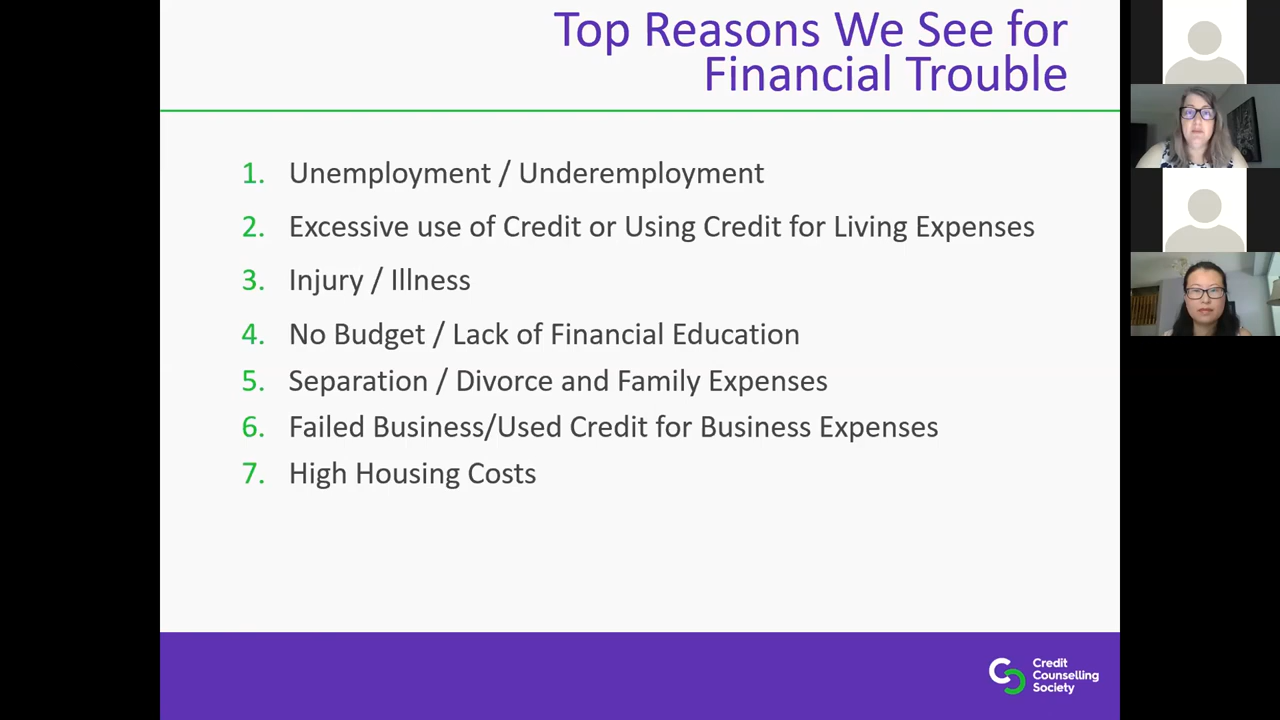 Top Reasons We See for
Financial Trouble
1. Unemployment / Underemployment
2. Excessive use of Credit or Using Credit for Living Expenses
3. Injury / Illness
4. No Budget / Lack of Financial Education
5. Separation / Divorce and Family Expenses
6. Failed Business/Used Credit for Business Expenses
7. High Housing Costs
Credit
Counselling
Society